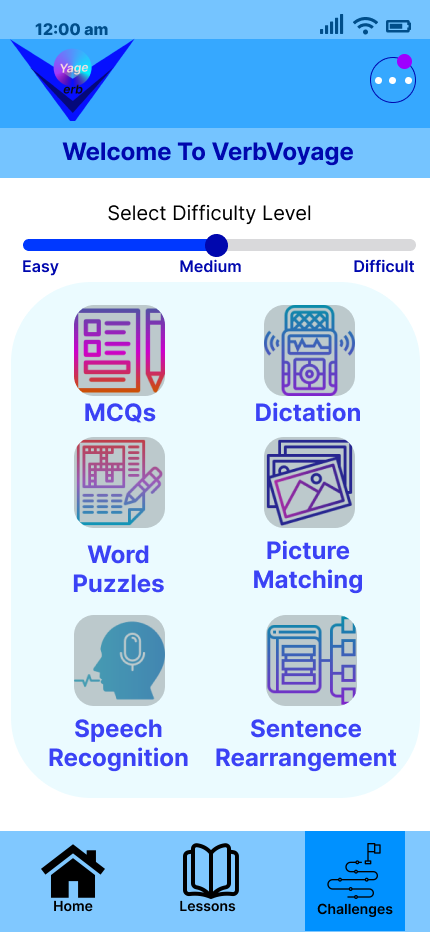 12:00 am
Yage
erb
Welcome To VerbVoyage
Select Difficulty Level
Easy Medium Difficult
MCQs Dictation
Word
Puzzles
Picture
Matching
Speech
Recognition
Sentence
Rearrangement
Home Lessons Challenges